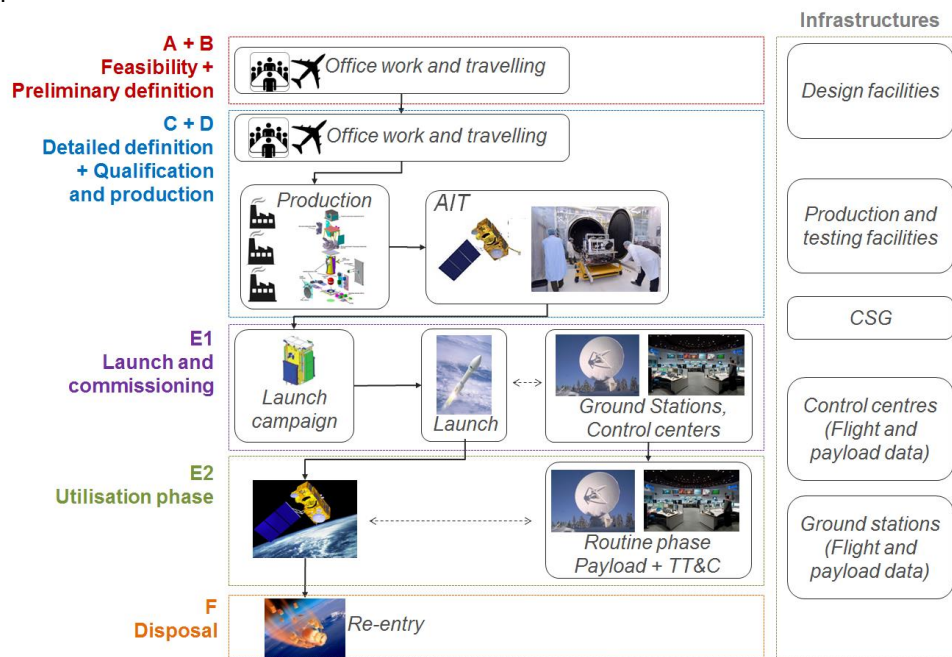 Infrastructures
A + B
Feasibility +
Preliminary definition
Office work and travelling
Design facilities
C + D
Detailed definition
+ Qualification
and production
Office work and travelling
Production
AIT
Production and
testing facilities
CSG
E1
Launch and
commissioning
Launch
campaign
Launch
Ground Stations,
Control centers
Control centres
(Flight and
payload data)
E2
Utilisation phase
Routine phase
Payload + TT&C
Ground stations
(Flight and
payload data)
F
Disposal
Re-entry